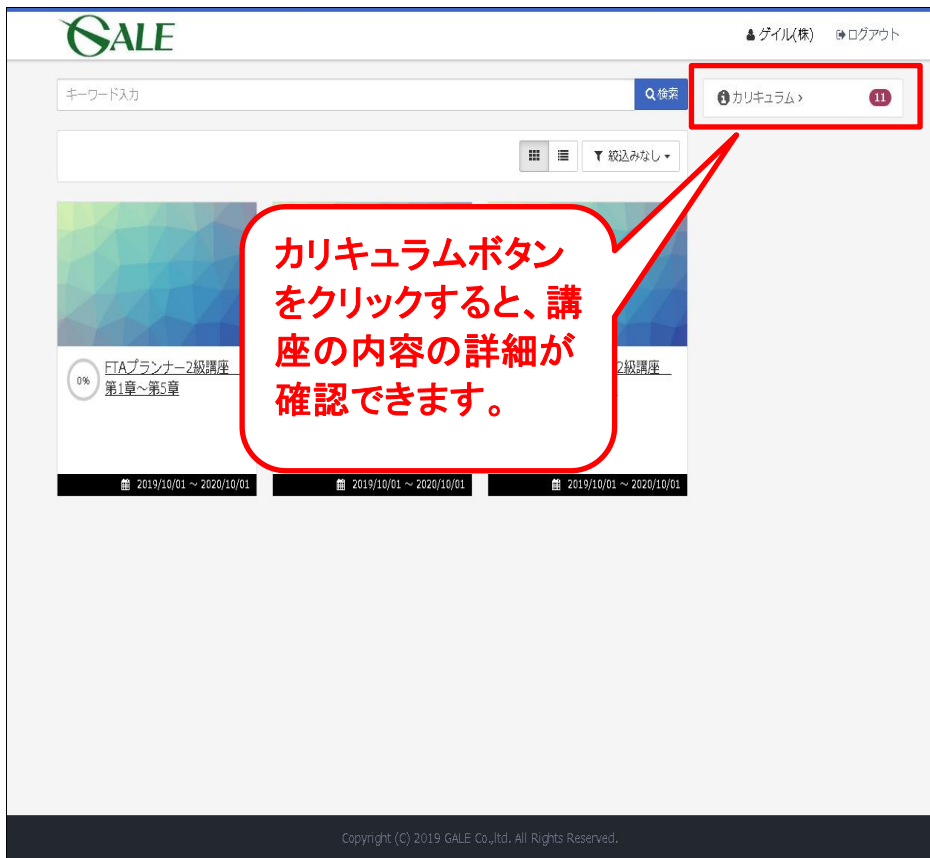 GALE
ゲイル(株) ログアウト
キーワード入力
検索
カリキュラム 11
絞込みなし
カリキュラムボタン
をクリックすると、講
座の内容の詳細が
確認できます。
0%
FTAプランナー2級講座
第1章～第5章
2級講座
2019/10/01 ～ 2020/10/01
2019/10/01 ～ 2020/10/01
2019/10/01 ～ 2020/10/01
Copyright (C) 2019 GALE Co.,ltd. All Rights Reserved.